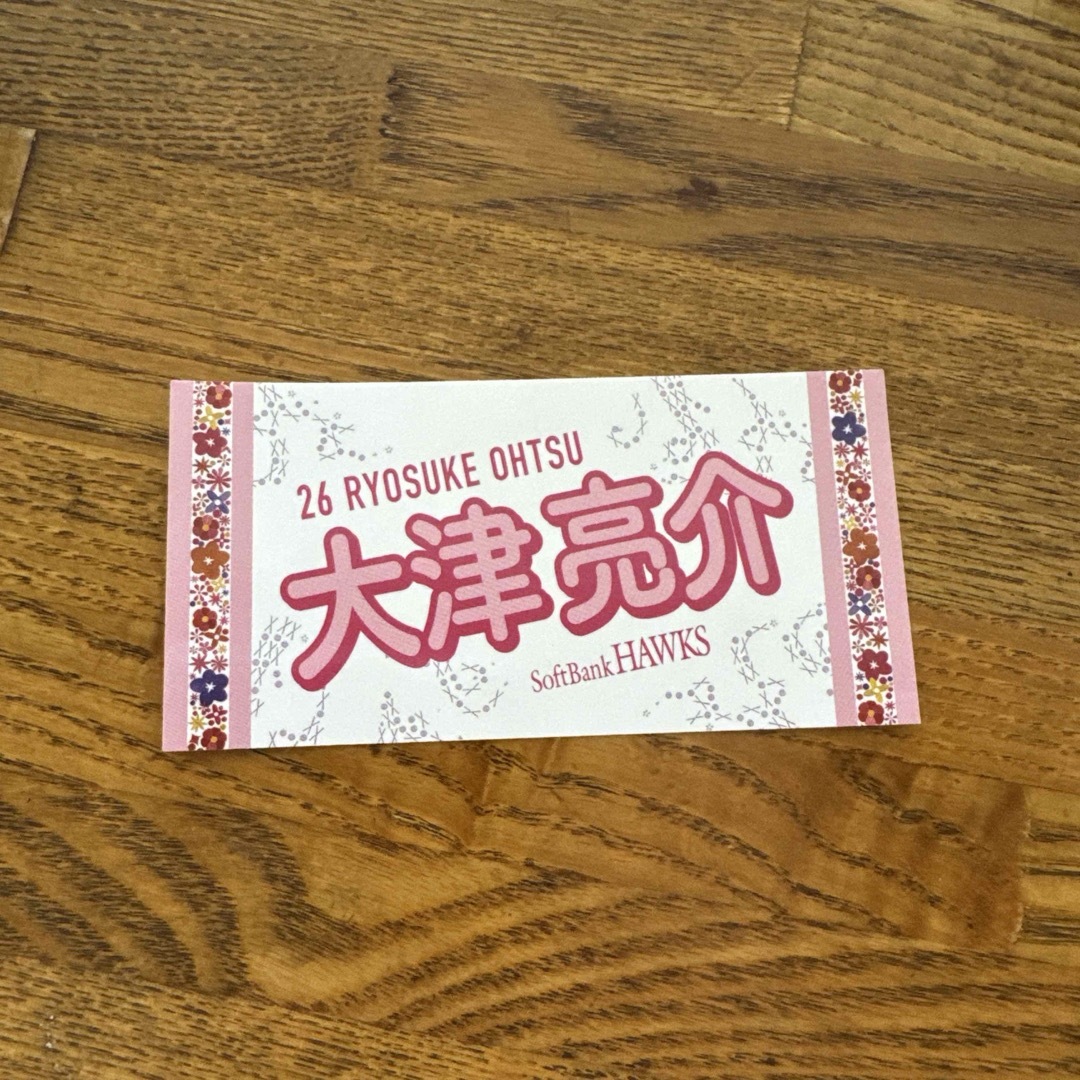 26 RYOSUKE OHTSU
大津亮介
SoftBank HAWKS